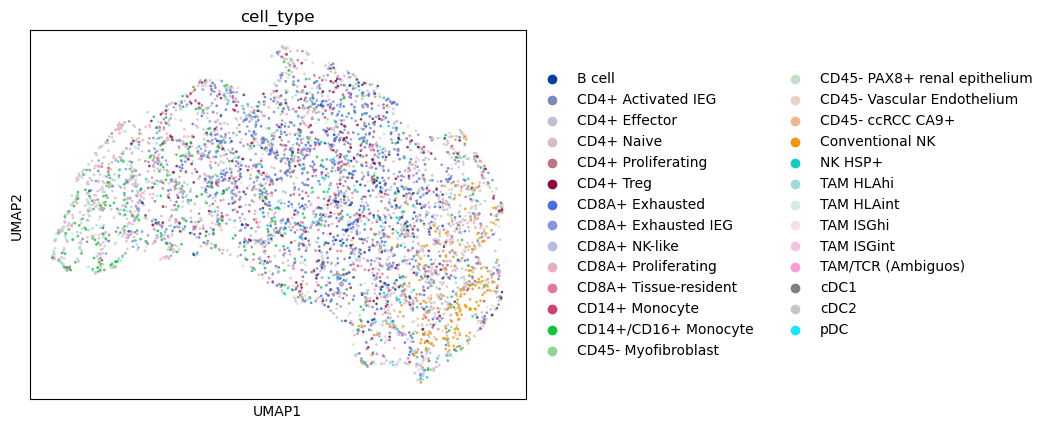 cell_type
UMAP2
UMAP1
B cell
CD4+ Activated IEG
CD4+ Effector
CD4+ Naive
CD4+ Proliferating
CD4+ Treg
CD8A+ Exhausted
CD8A+ Exhausted IEG
CD8A+ NK-like
CD8A+ Proliferating
CD8A+ Tissue-resident
CD14+ Monocyte
CD14+/CD16+ Monocyte
CD45- Myofibroblast
CD45- PAX8+ renal epithelium
CD45- Vascular Endothelium
CD45- ccRCC CA9+
Conventional NK
NK HSP+
TAM HLAhi
TAM HLAint
TAM ISGhi
TAM ISGint
TAM/TCR (Ambiguos)
cDC1
cDC2
pDC